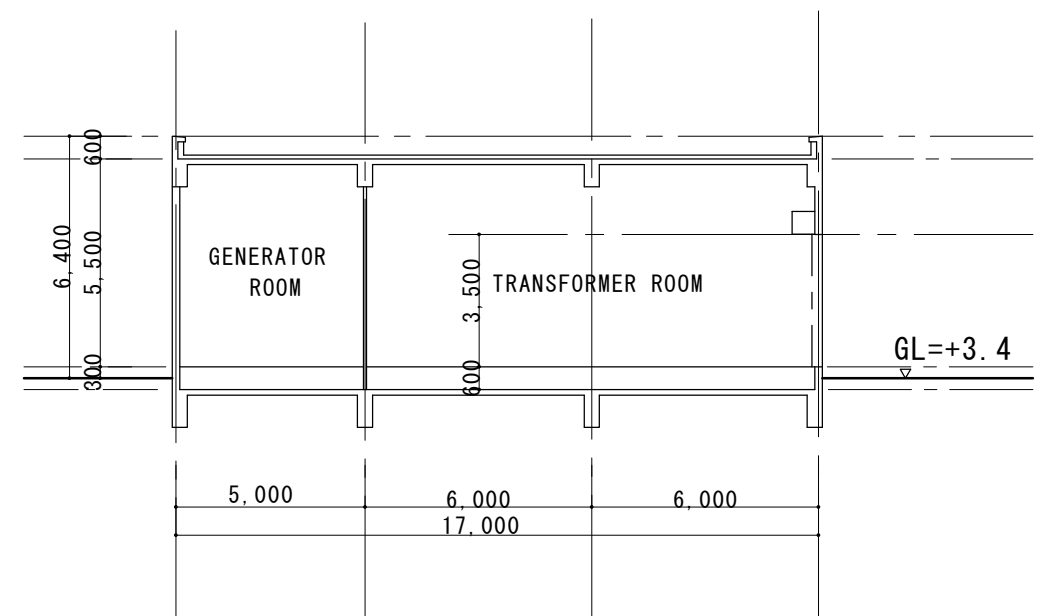 600
6,400
5,500
300
GENERATOR
ROOM
3,500
TRANSFORMER ROOM
600
GL=+3.4
5,000
6,000
6,000
17,000